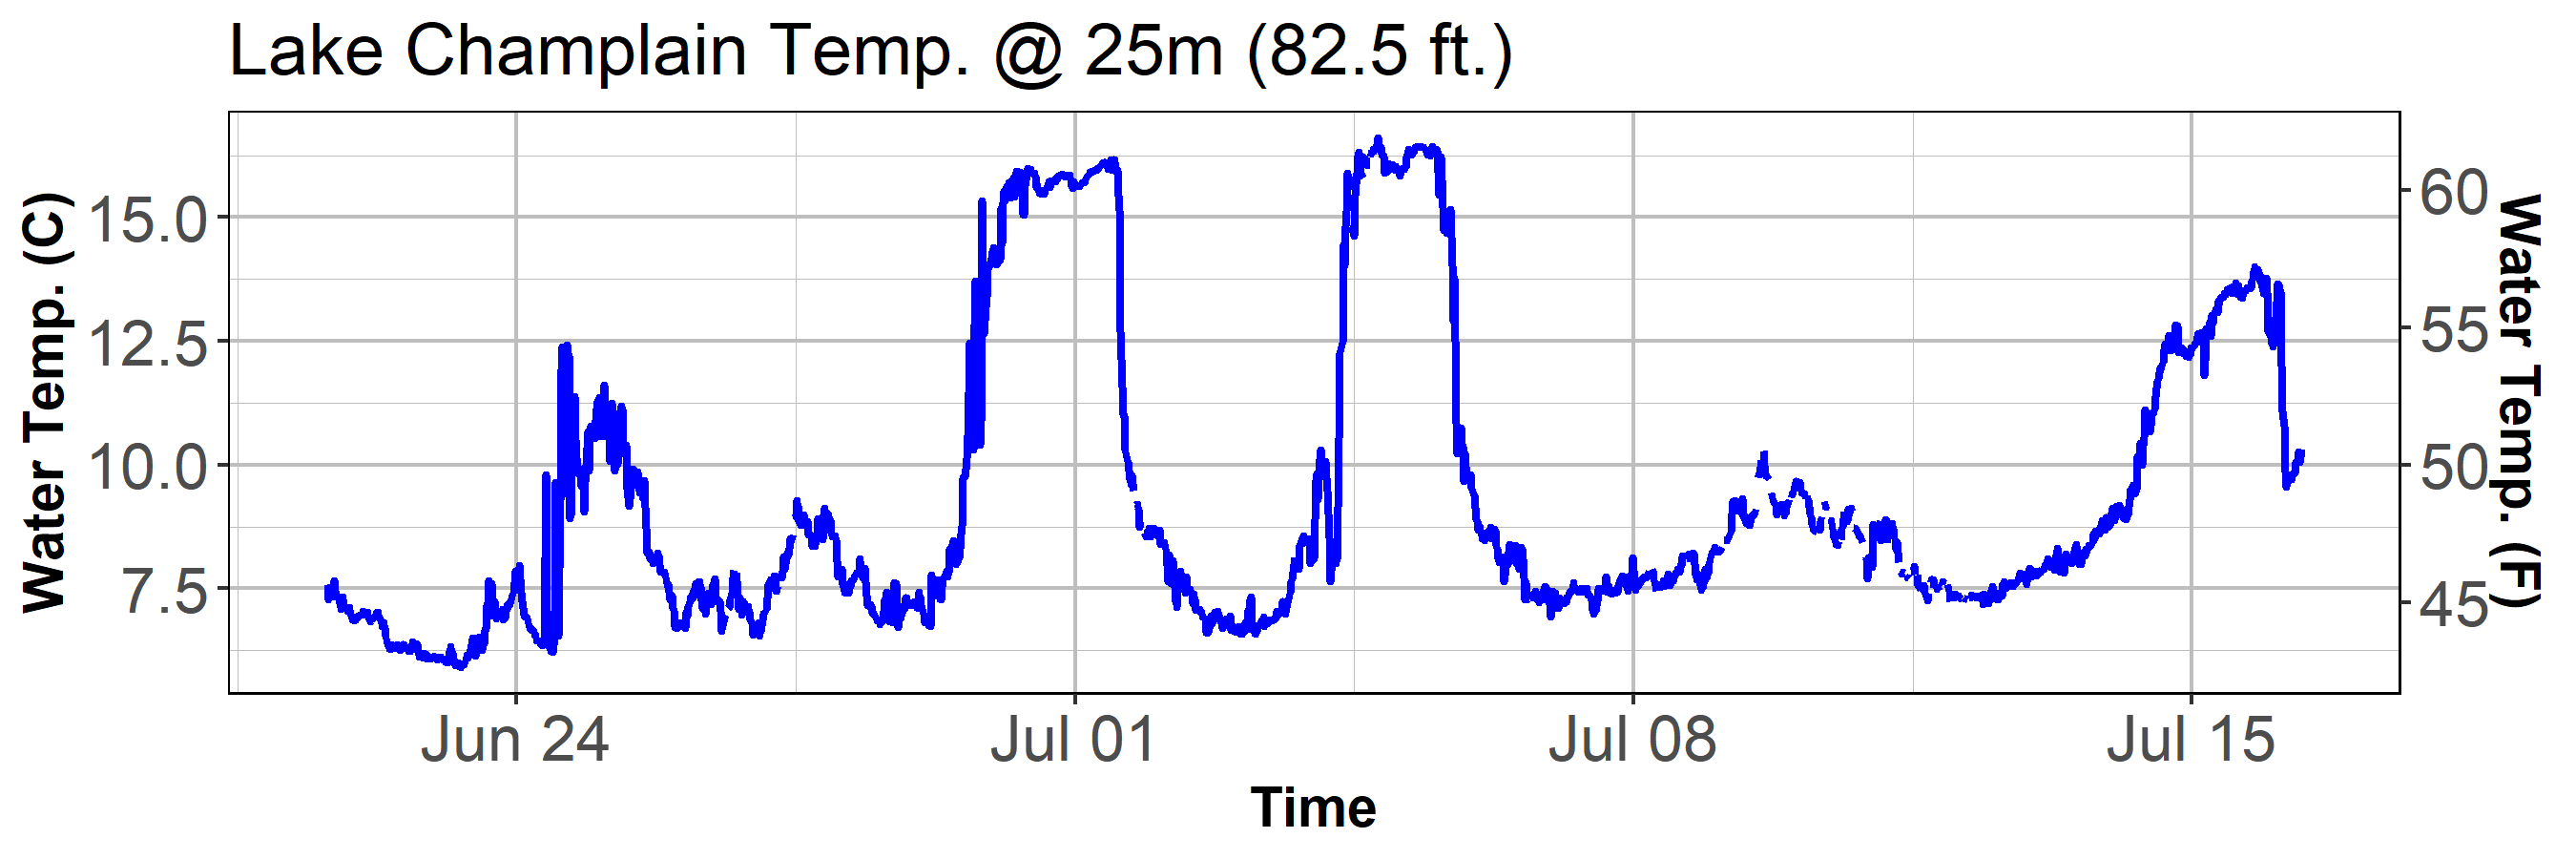 Lake Champlain Temp. @ 25m (82.5 ft.)
Water Temp. (C)
15.0
12.5
10.0
7.5
60
55
50
45
Water Temp. (F)
Jun 24
Jul 01
Jul 08
Jul 15
Time